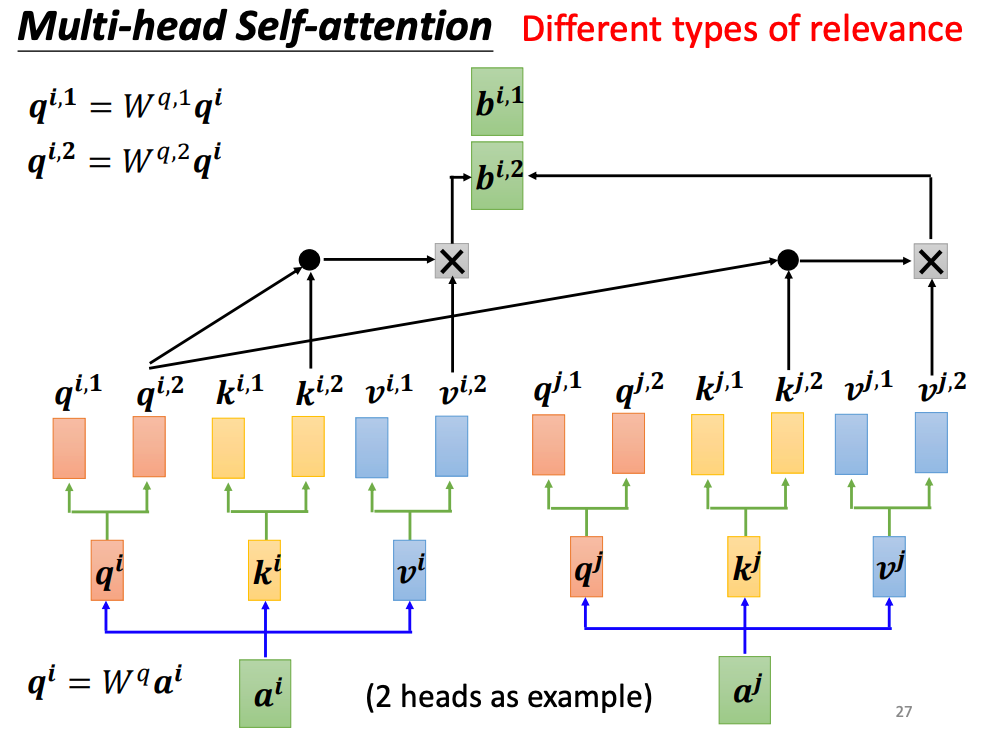 Multi-head Self-attention Different types of relevance
q^{i,1} = W^{q,1}q^{i}
q^{i,2} = W^{q,2}q^{i}
b^{i,1}
b^{i,2}
q^{i,1} q^{i,2} k^{i,1} k^{i,2} v^{i,1} v^{i,2} q^{j,1} q^{j,2} k^{j,1} k^{j,2} v^{j,1} v^{j,2}
q^{i} k^{i} v^{i} q^{j} k^{j} v^{j}
q^{i} = W^{q}a^{i} a^{i} (2 heads as example) a^{j}
27